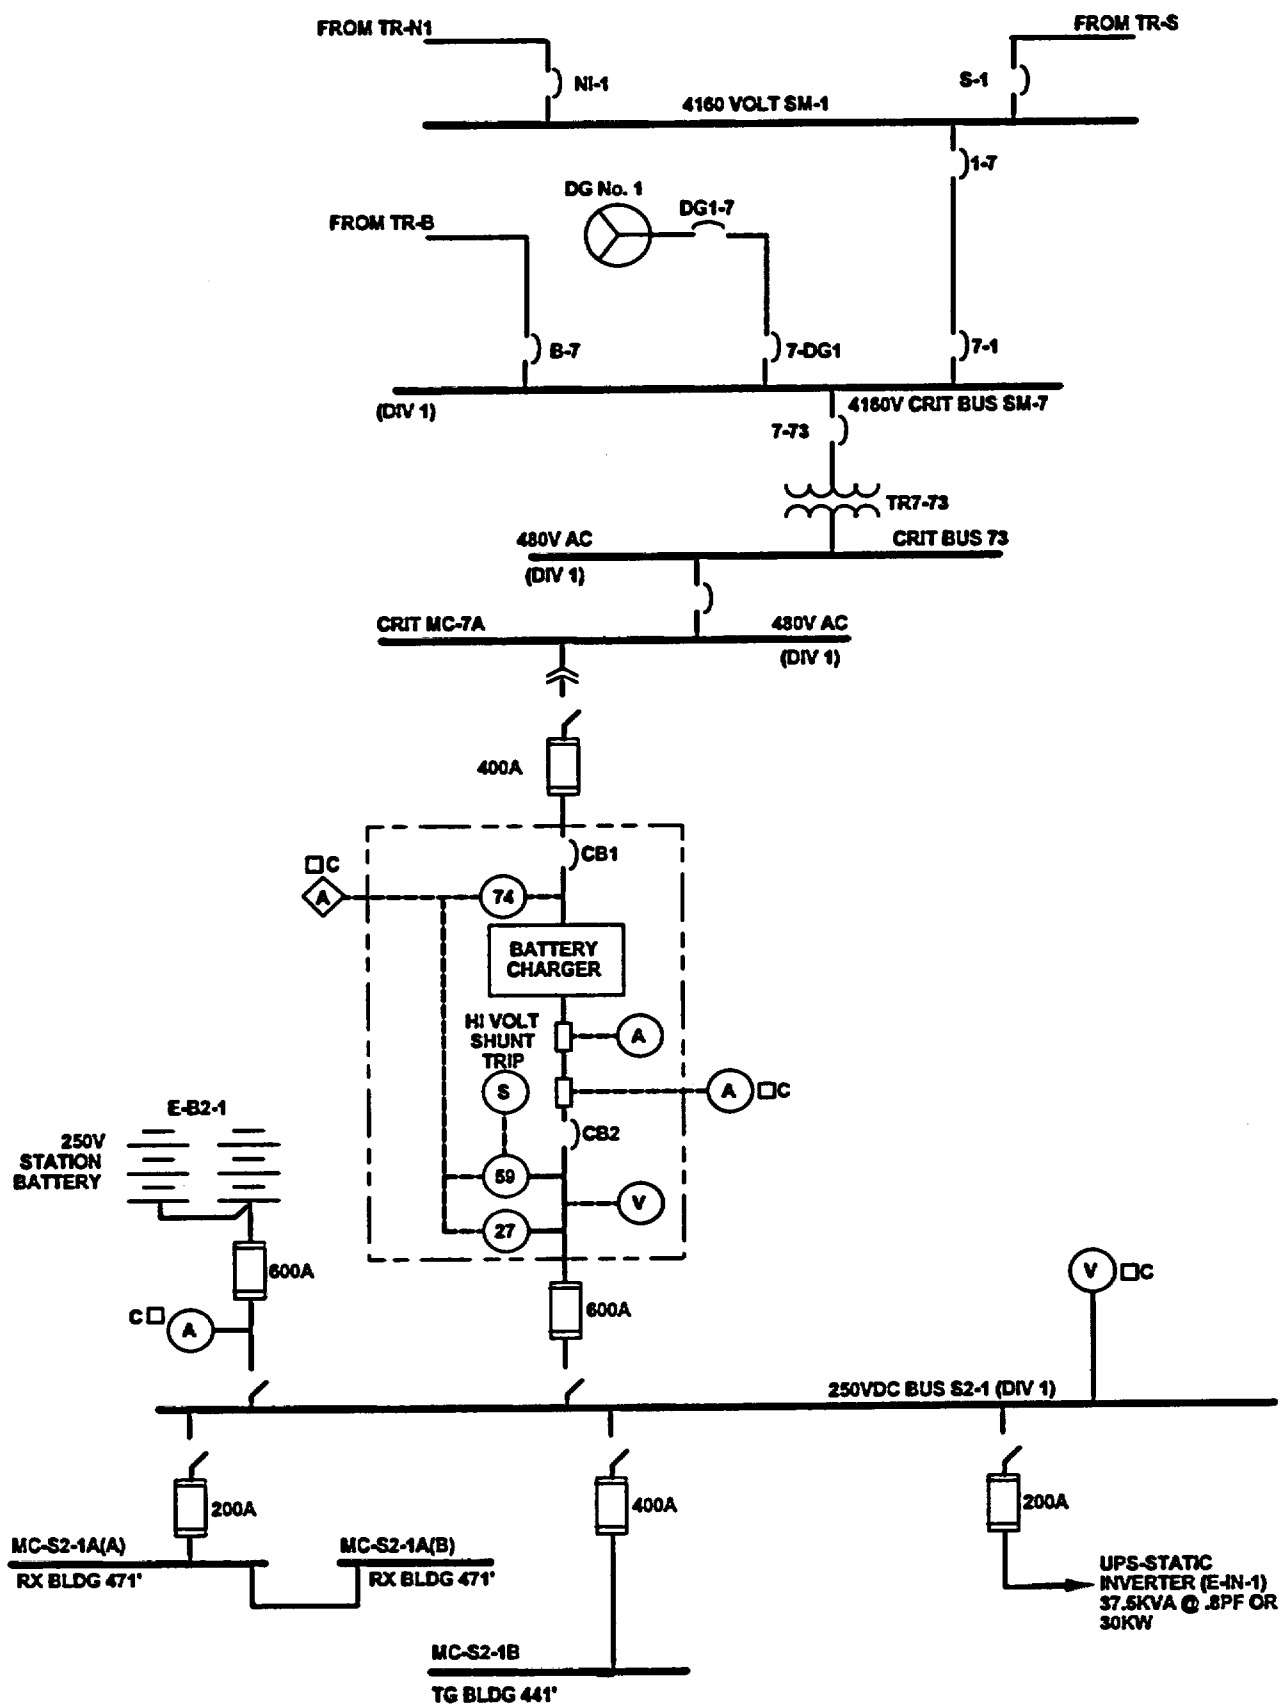 FROM TR-N1
FROM TR-S
NI-1
S-1
4160 VOLT SM-1
1-7
DG No. 1
DG1-7
FROM TR-B
B-7
7-DG1
7-1
(DIV 1)
4160V CRIT BUS SM-7
7-73
TR7-73
480V AC
CRIT BUS 73
(DIV 1)
CRIT MC-7A
480V AC
(DIV 1)
400A
CB1
C
A
74
BATTERY
CHARGER
HI VOLT
SHUNT
TRIP
A
S
A
C
CB2
E-B2-1
250V
STATION
BATTERY
59
V
27
600A
600A
V
C
C
A
250VDC BUS S2-1 (DIV 1)
200A
400A
200A
MC-S2-1A(A)
MC-S2-1A(B)
RX BLDG 471'
RX BLDG 471'
UPS-STATIC
INVERTER (E-IN-1)
37.5KVA @ .8PF OR
30KW
MC-S2-1B
TG BLDG 441'